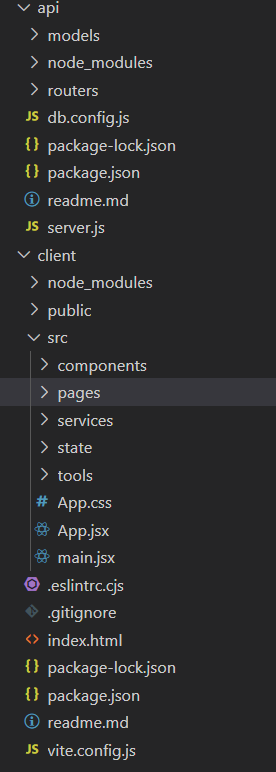 api
models
node_modules
routers
JS db.config.js
{ } package-lock.json
{ } package.json
readme.md
JS server.js
client
node_modules
public
src
components
pages
services
state
tools
# App.css
App.jsx
main.jsx
.eslintrc.cjs
.gitignore
<> index.html
{ } package-lock.json
{ } package.json
readme.md
JS vite.config.js